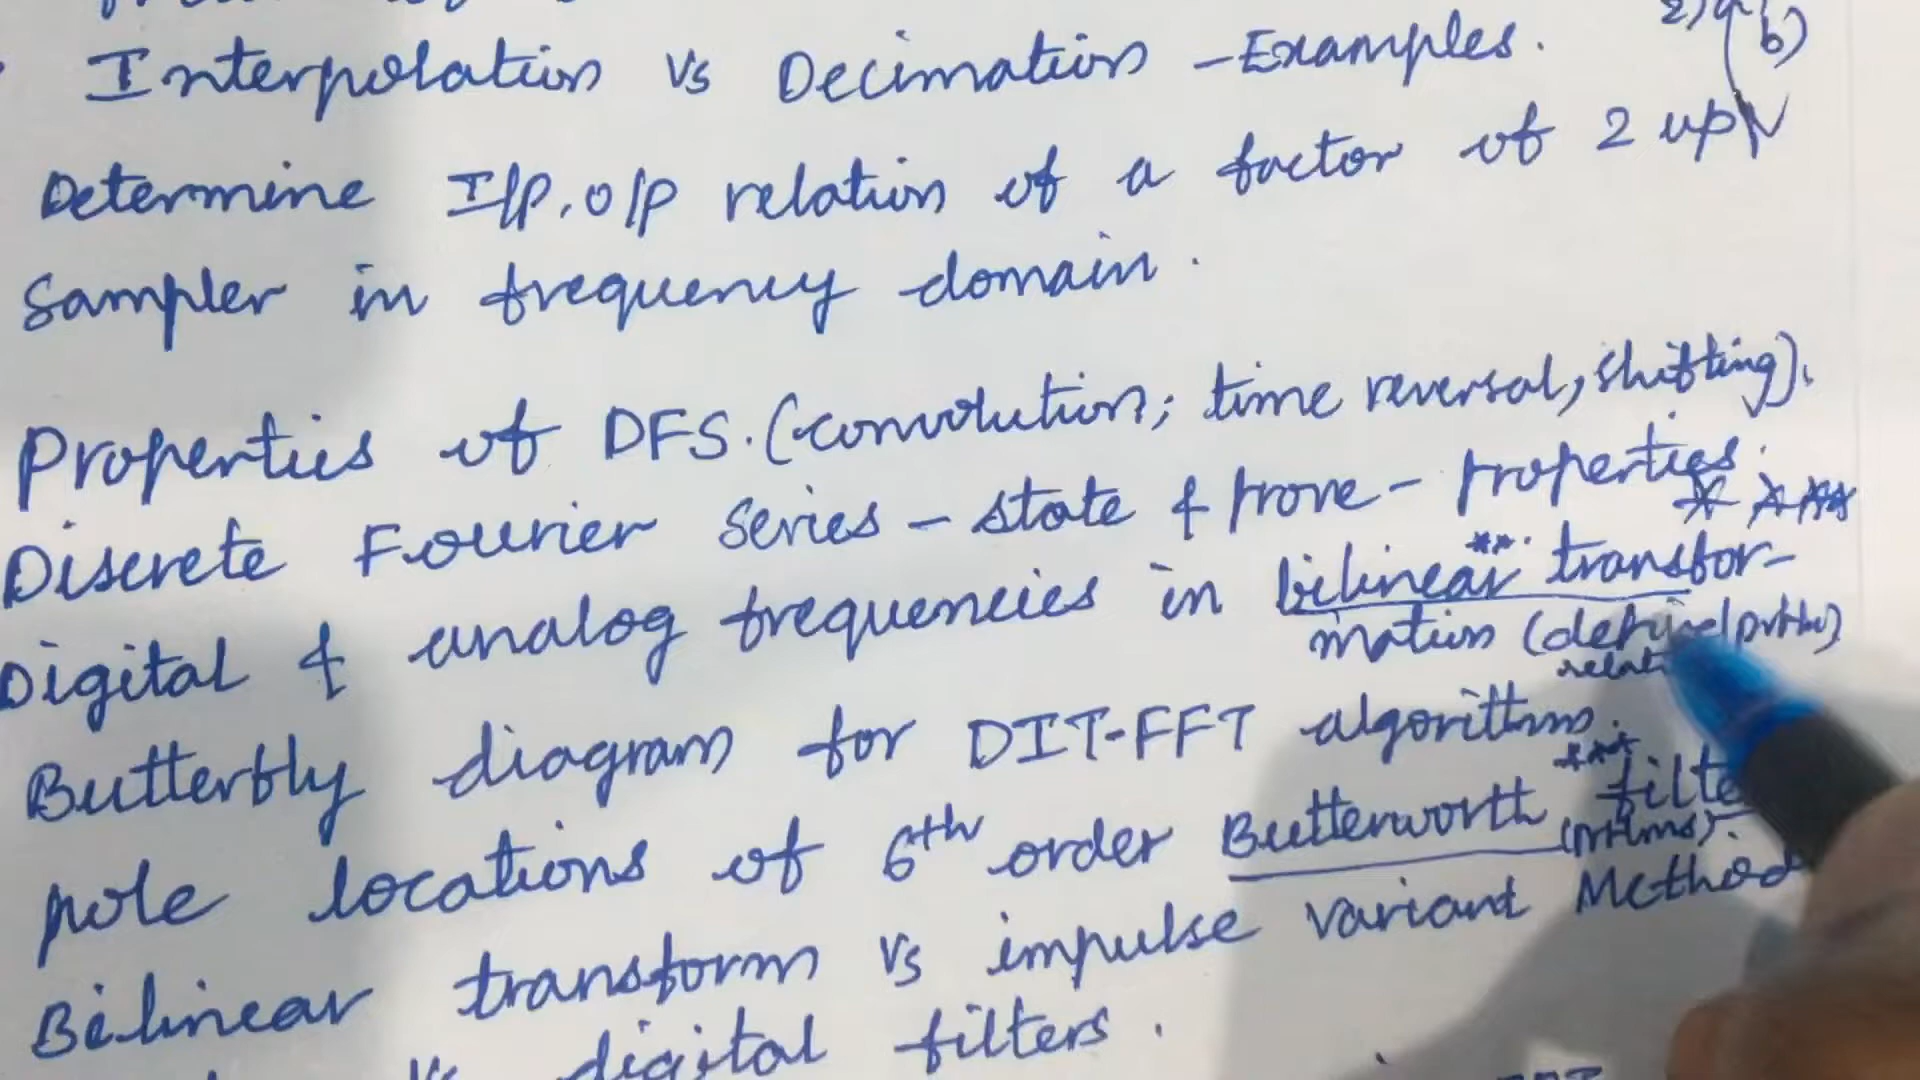 b)
Interpolation vs Decimation - Examples.
Determine I/P, O/P relation of a factor of 2 up
Sampler in frequency domain.
Properties of DFS. (convolution; time reversal, shifting).
Discrete Fourier Series - state & prove - properties.
Digital & analog frequencies in bilinear transfor-
mation
Butterfly diagram for DIT-FFT algorithm.
pole locations of 6th order Butterworth
Bilinear transform vs impulse variant Method
vs digital filters.